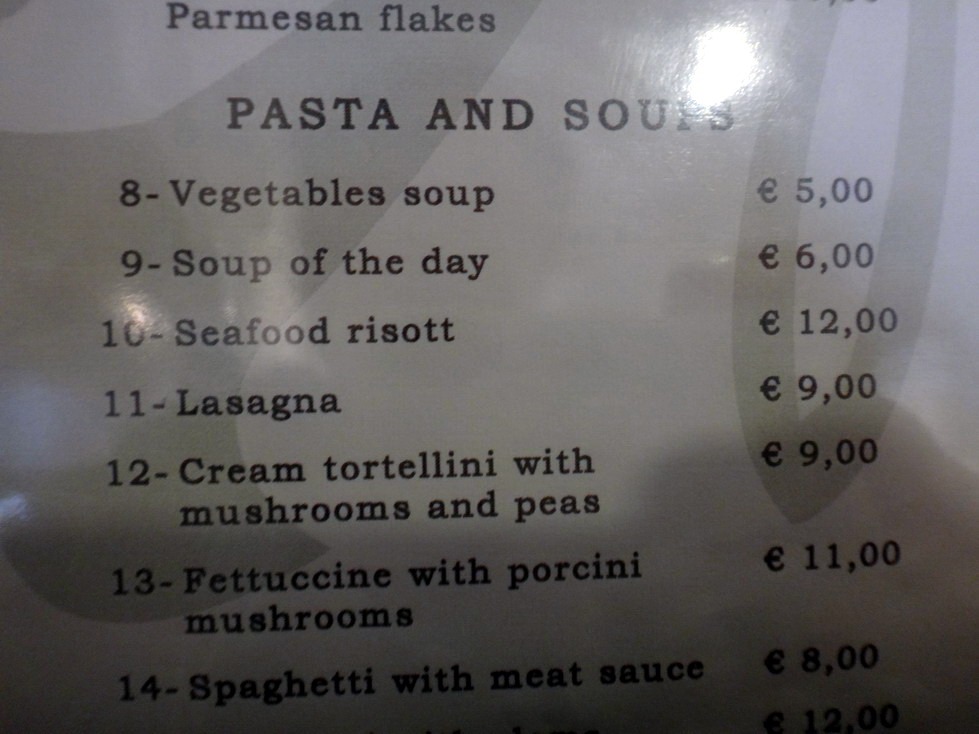 Parmesan flakes
PASTA AND SOUPS
8- Vegetables soup € 5,00
9- Soup of the day € 6,00
10- Seafood risott € 12,00
11- Lasagna € 9,00
12- Cream tortellini with € 9,00
mushrooms and peas
13- Fettuccine with porcini € 11,00
mushrooms
14- Spaghetti with meat sauce € 8,00
€ 12,00